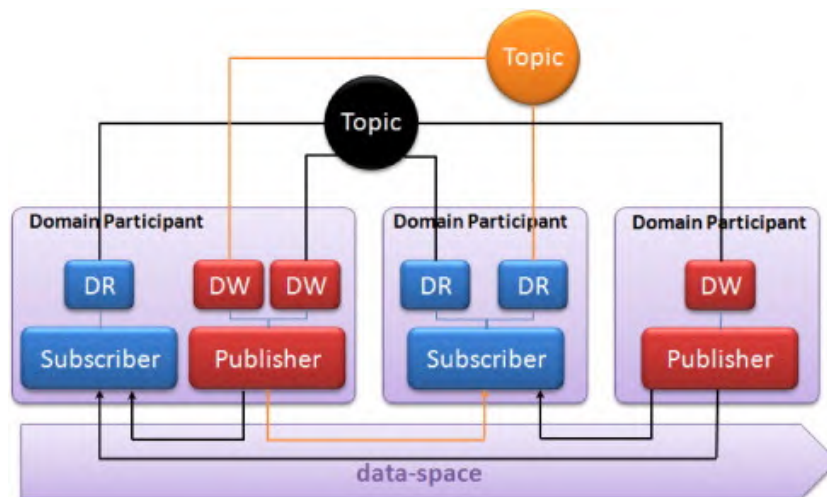 Topic
Topic
Domain Participant
Domain Participant
Domain Participant
DR
DW
DW
DR
DR
DW
Subscriber
Publisher
Subscriber
Publisher
data-space